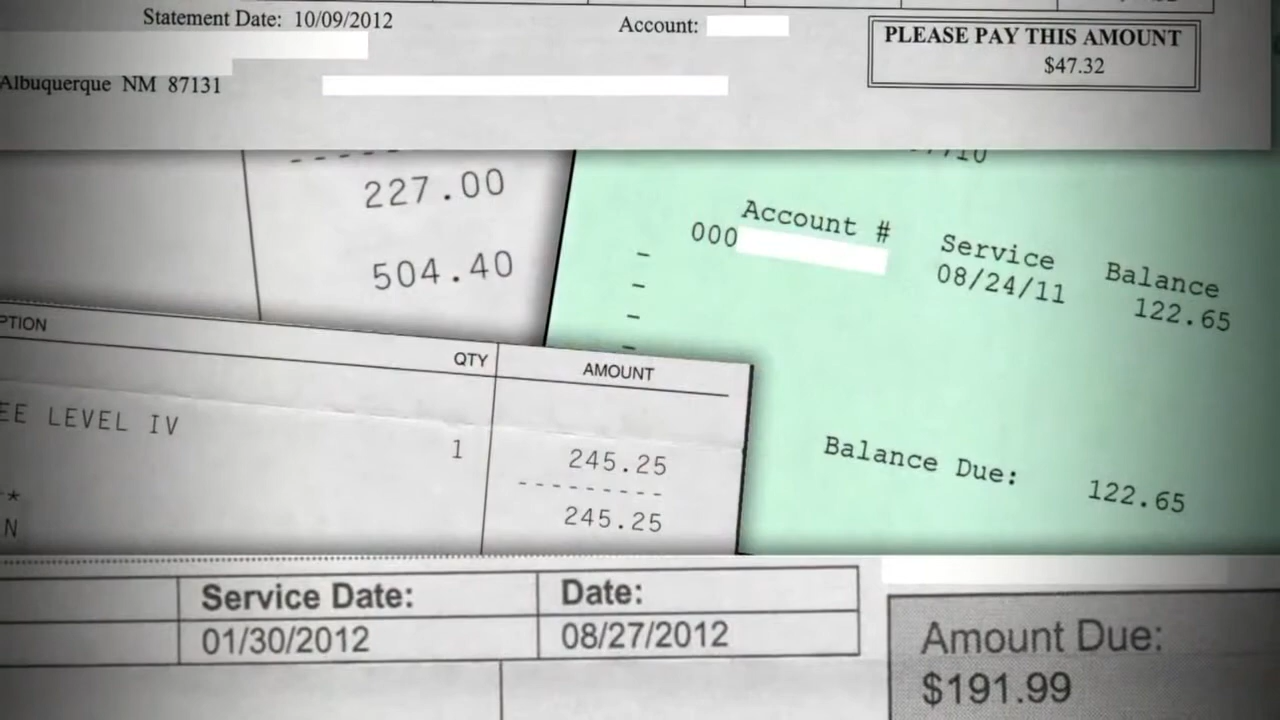 Statement Date: 10/09/2012
Account:
PLEASE PAY THIS AMOUNT
$47.32
Albuquerque NM 87131
227.00
504.40
Account #
000
Service
08/24/11
Balance
122.65
Balance Due: 122.65
QTY
AMOUNT
LEVEL IV
1
245.25
245.25
*
N
Service Date:
Date:
01/30/2012
08/27/2012
Amount Due:
$191.99